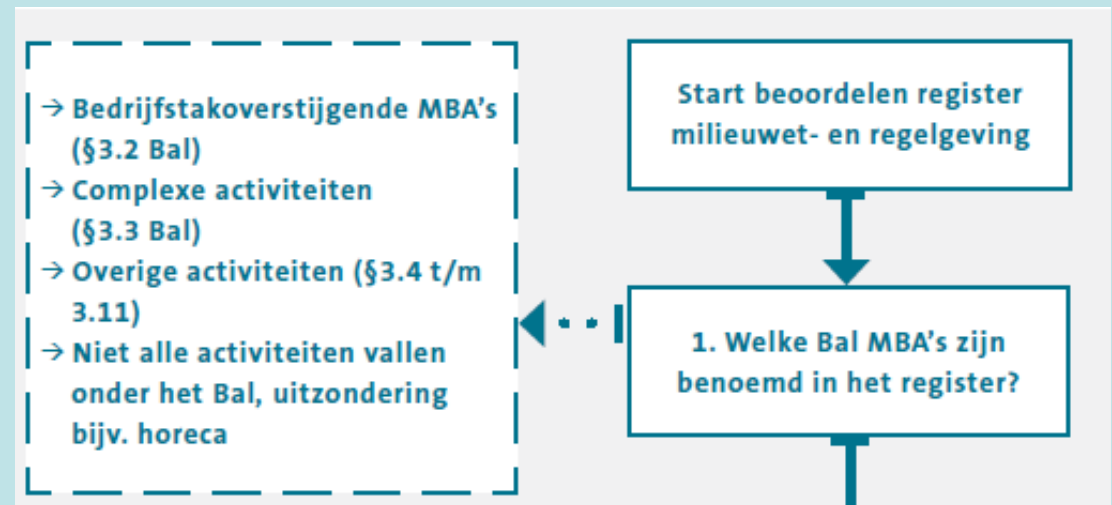 → Bedrijfstakoverstijgende MBA's
(§3.2 Bal)
→ Complexe activiteiten
(§3.3 Bal)
→ Overige activiteiten (§3.4 t/m
3.11)
→ Niet alle activiteiten vallen
onder het Bal, uitzondering
bijv. horeca
Start beoordelen register
milieuwet- en regelgeving
1. Welke Bal MBA's zijn
benoemd in het register?